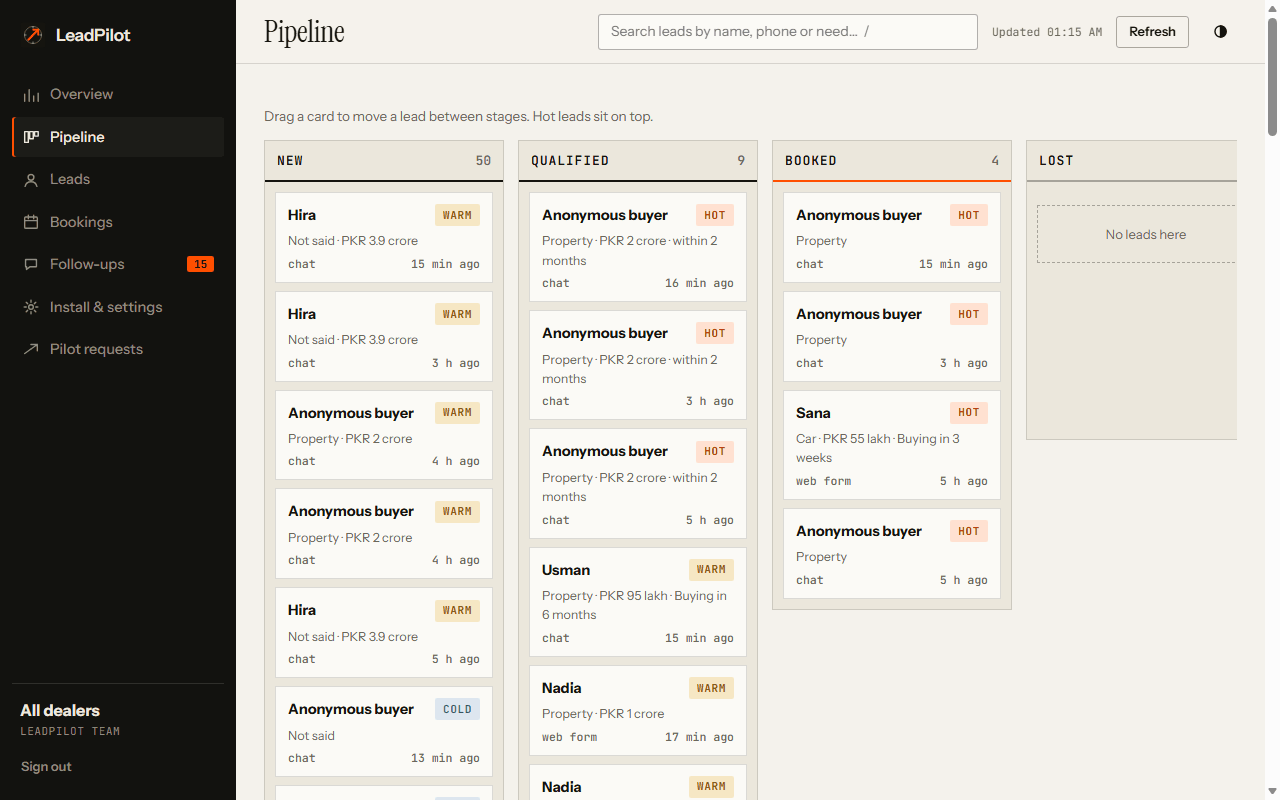 LeadPilot
Overview
Pipeline
Leads
Bookings
Follow-ups 15
Install & settings
Pilot requests
All dealers
LEADPILOT TEAM
Sign out
Pipeline
Search leads by name, phone or need... /
Updated 01:15 AM
Refresh
Drag a card to move a lead between stages. Hot leads sit on top.
NEW 50
Hira WARM
Not said · PKR 3.9 crore
chat 15 min ago
Hira WARM
Not said · PKR 3.9 crore
chat 3 h ago
Anonymous buyer WARM
Property · PKR 2 crore
chat 4 h ago
Anonymous buyer WARM
Property · PKR 2 crore
chat 4 h ago
Hira WARM
Not said · PKR 3.9 crore
chat 5 h ago
Anonymous buyer COLD
Not said
chat 13 min ago
QUALIFIED 9
Anonymous buyer HOT
Property · PKR 2 crore · within 2
months
chat 16 min ago
Anonymous buyer HOT
Property · PKR 2 crore · within 2
months
chat 3 h ago
Anonymous buyer HOT
Property · PKR 2 crore · within 2
months
chat 5 h ago
Usman WARM
Property · PKR 95 lakh · Buying in
6 months
chat 15 min ago
Nadia WARM
Property · PKR 1 crore
web form 17 min ago
Nadia WARM
BOOKED 4
Anonymous buyer HOT
Property
chat 15 min ago
Anonymous buyer HOT
Property
chat 3 h ago
Sana HOT
Car · PKR 55 lakh · Buying in 3
weeks
web form 5 h ago
Anonymous buyer HOT
Property
chat 5 h ago
LOST
No leads here